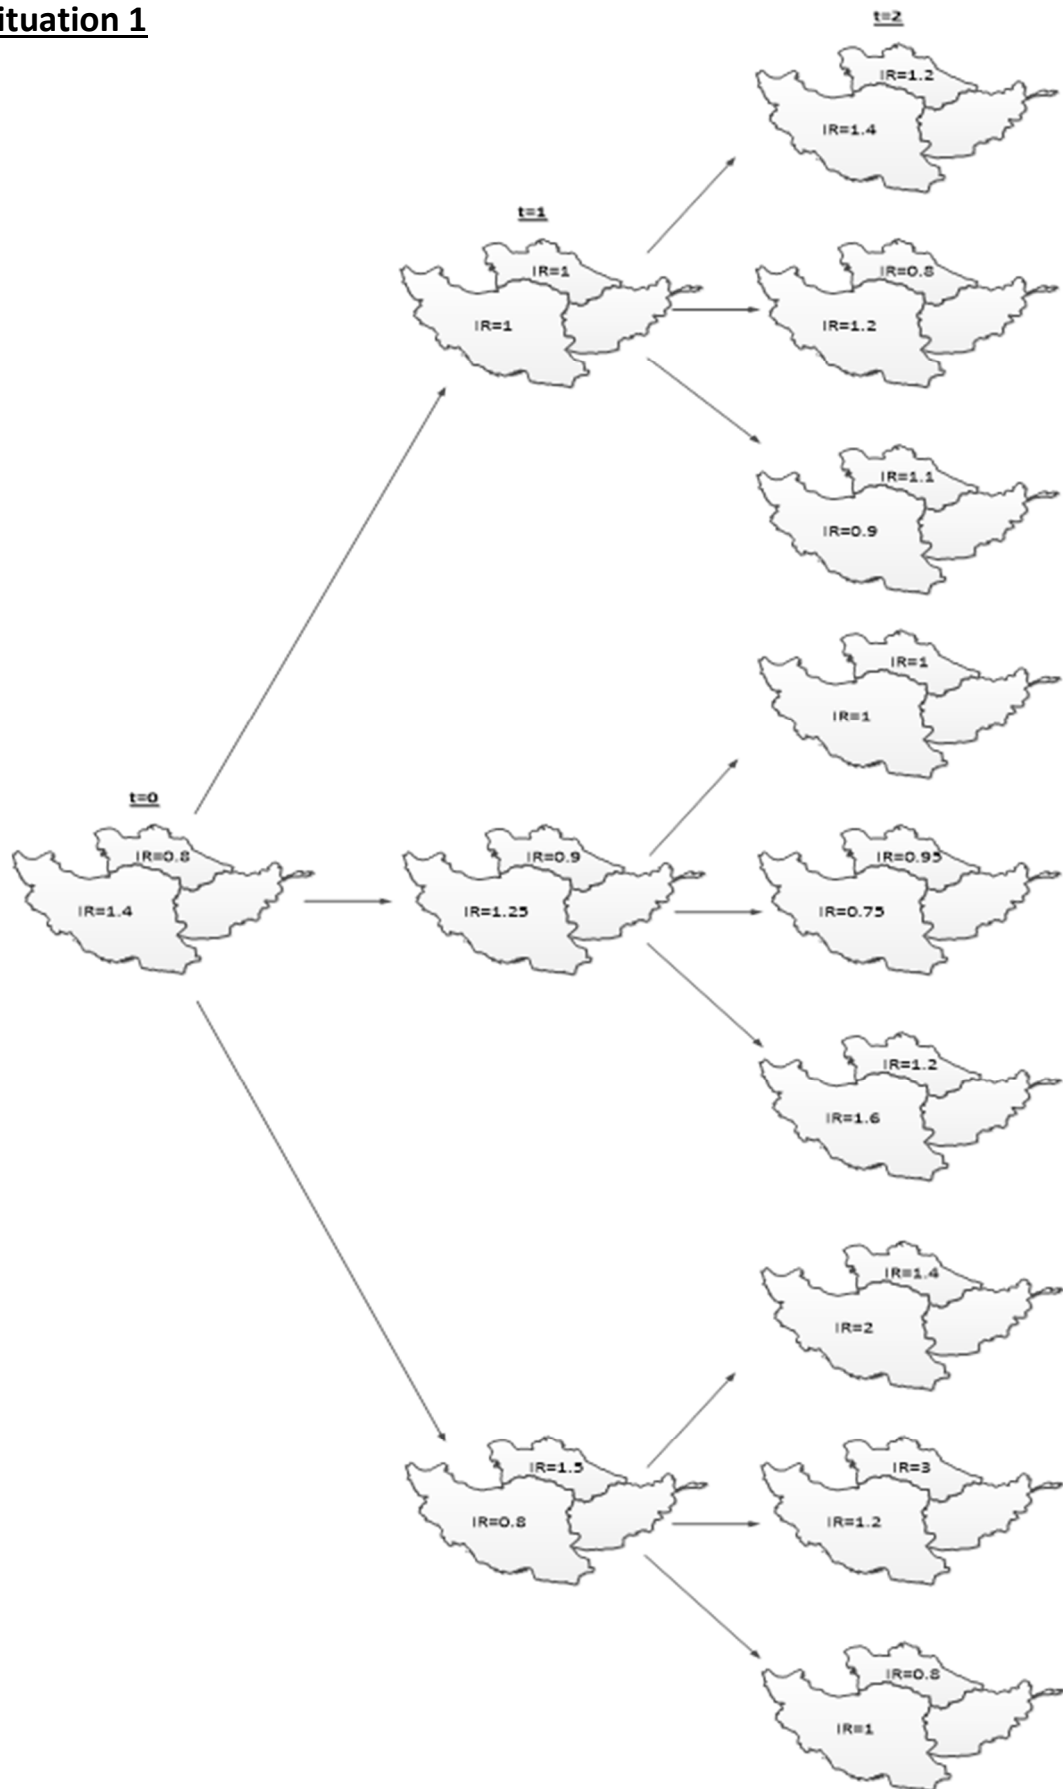 ituation 1
t=2
IR=1.2
IR=1.4
t=1
IR=1
IR=1
IR=0.8
IR=1.2
IR=1.1
IR=0.9
IR=1
IR=1
t=0
IR=0.8
IR=1.4
IR=0.9
IR=1.25
IR=0.95
IR=0.75
IR=1.2
IR=1.6
IR=1.4
IR=2
IR=1.5
IR=0.8
IR=3
IR=1.2
IR=0.8
IR=1